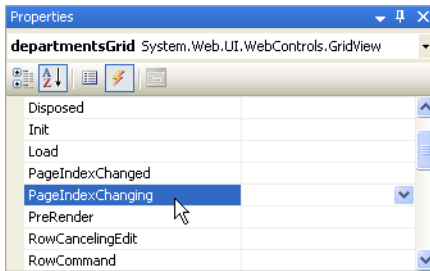 Properties
departmentsGrid System.Web.UI.WebControls.GridView
Disposed
Init
Load
PageIndexChanged
PageIndexChanging
PreRender
RowCancelingEdit
RowCommand